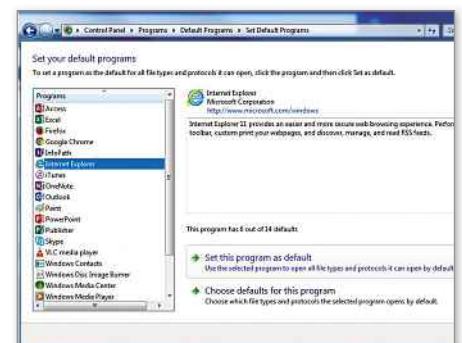 Control Panel ▸ Programs ▸ Default Programs ▸ Set Default Programs
Set your default programs
To set a program as the default for all file types and protocols it can open, click the program and then click Set as default.
Programs
Access
Excel
Firefox
Google Chrome
InfoPath
Internet Explorer
iTunes
OneNote
Outlook
Paint
PowerPoint
Publisher
Skype
VLC media player
Windows Contacts
Windows Disc Image Burner
Windows Media Center
Windows Media Player
Internet Explorer
Microsoft Corporation
http://www.microsoft.com/windows
Internet Explorer 11 provides an easier and more secure web browsing experience. Perfor
toolbar, custom print your webpages, and discover, manage, and read RSS feeds.
This program has 8 out of 14 defaults
Set this program as default
Use the selected program to open all file types and protocols it can open by default
Choose defaults for this program
Choose which file types and protocols the selected program opens by default.